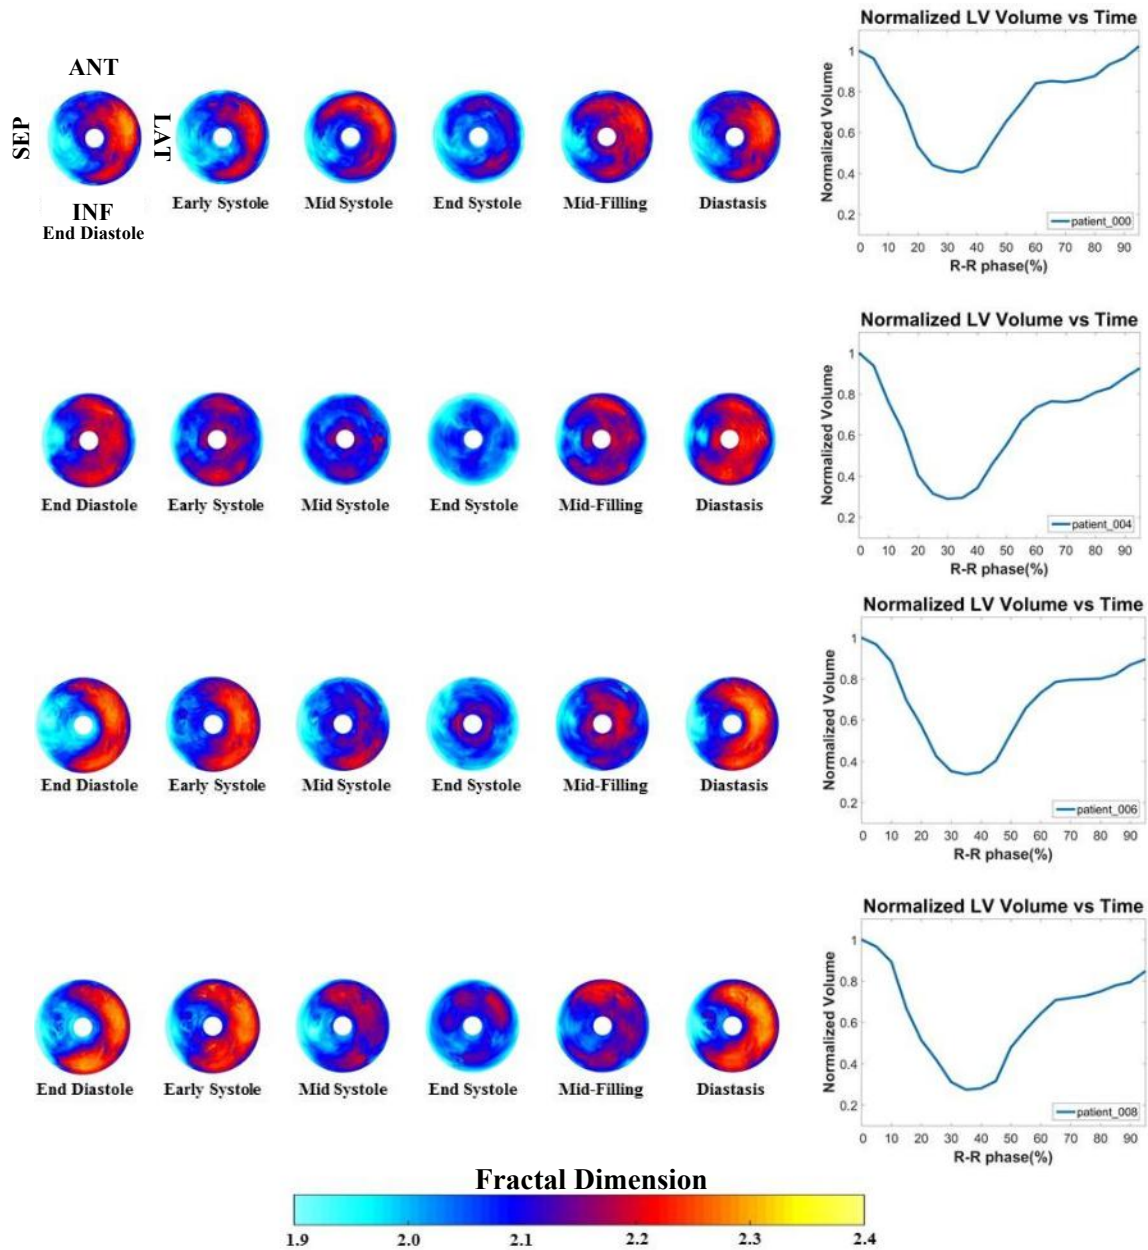 ANT
SEP
LAT
INF
End Diastole
Early Systole
Mid Systole
End Systole
Mid-Filling
Diastasis
Normalized LV Volume vs Time
Normalized Volume
1
0.8
0.6
0.4
0.2
0 10 20 30 40 50 60 70 80 90
R-R phase(%)
patient_000
End Diastole
Early Systole
Mid Systole
End Systole
Mid-Filling
Diastasis
Normalized LV Volume vs Time
Normalized Volume
1
0.8
0.6
0.4
0.2
0 10 20 30 40 50 60 70 80 90
R-R phase(%)
patient_004
End Diastole
Early Systole
Mid Systole
End Systole
Mid-Filling
Diastasis
Normalized LV Volume vs Time
Normalized Volume
1
0.8
0.6
0.4
0.2
0 10 20 30 40 50 60 70 80 90
R-R phase(%)
patient_006
End Diastole
Early Systole
Mid Systole
End Systole
Mid-Filling
Diastasis
Normalized LV Volume vs Time
Normalized Volume
1
0.8
0.6
0.4
0.2
0 10 20 30 40 50 60 70 80 90
R-R phase(%)
patient_008
Fractal Dimension
1.9 2.0 2.1 2.2 2.3 2.4